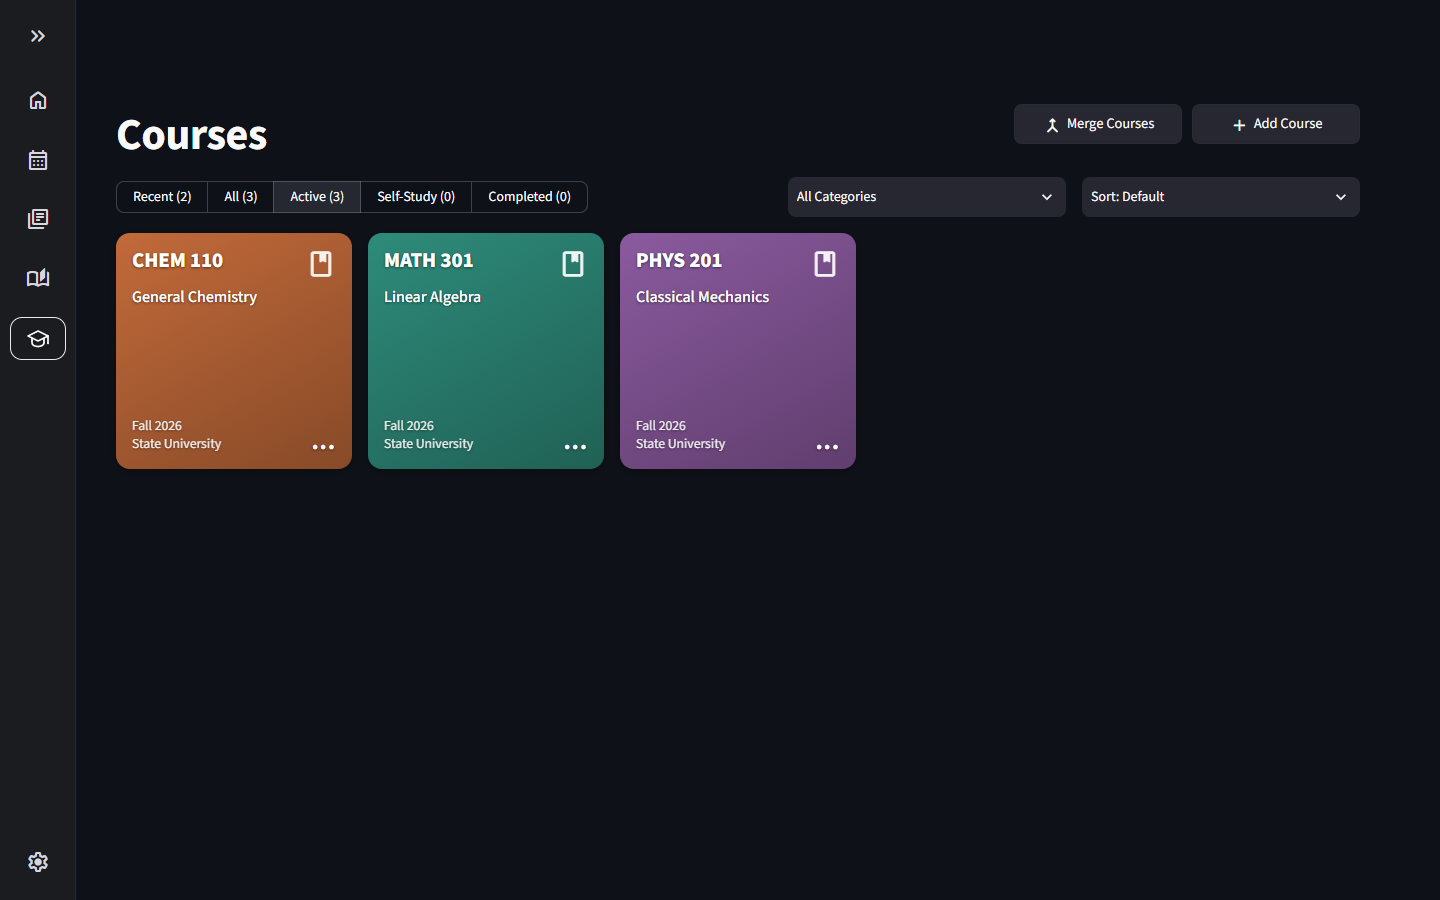 Courses
Merge Courses
Add Course
Recent (2)
All (3)
Active (3)
Self-Study (0)
Completed (0)
All Categories
Sort: Default
CHEM 110
General Chemistry
Fall 2026
State University
MATH 301
Linear Algebra
Fall 2026
State University
PHYS 201
Classical Mechanics
Fall 2026
State University